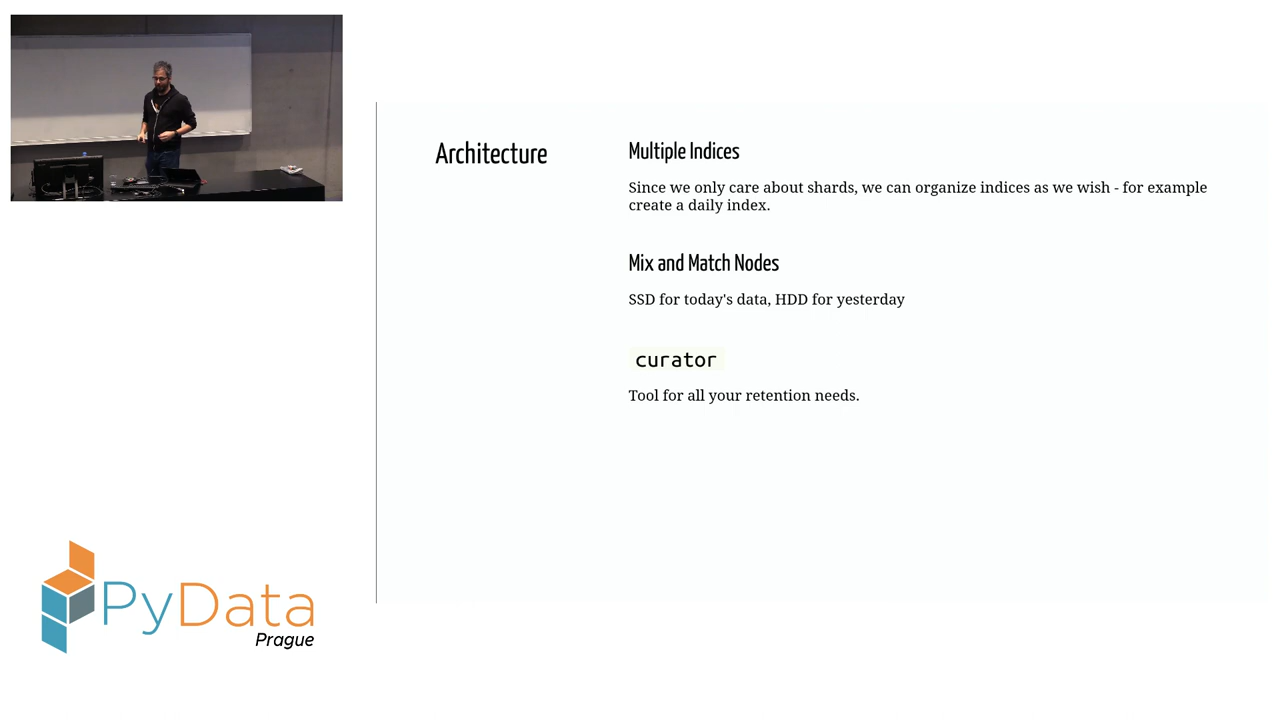 Architecture
Multiple Indices
Since we only care about shards, we can organize indices as we wish - for example
create a daily index.
Mix and Match Nodes
SSD for today's data, HDD for yesterday
curator
Tool for all your retention needs.
PyData
Prague